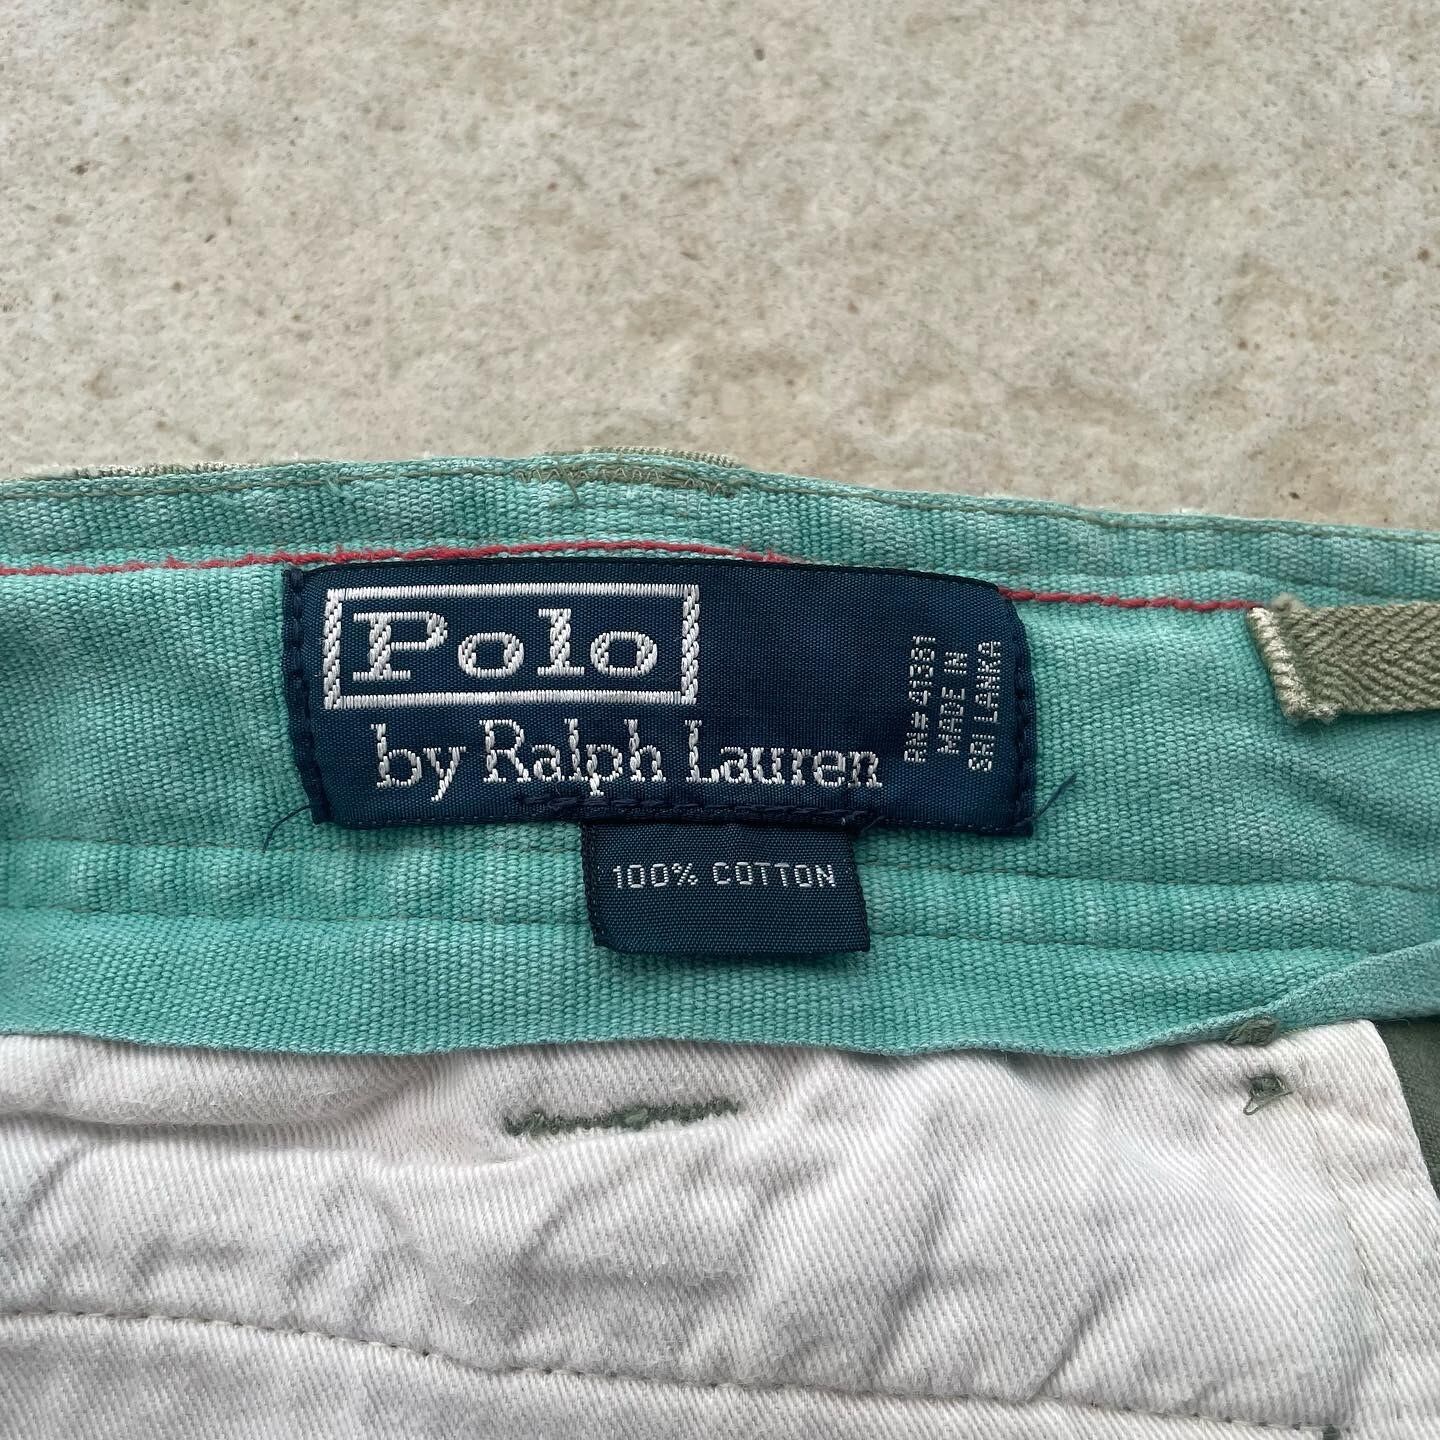 Polo
by Ralph Lauren
RN# 41381
MADE IN
SRI LANKA
100% COTTON